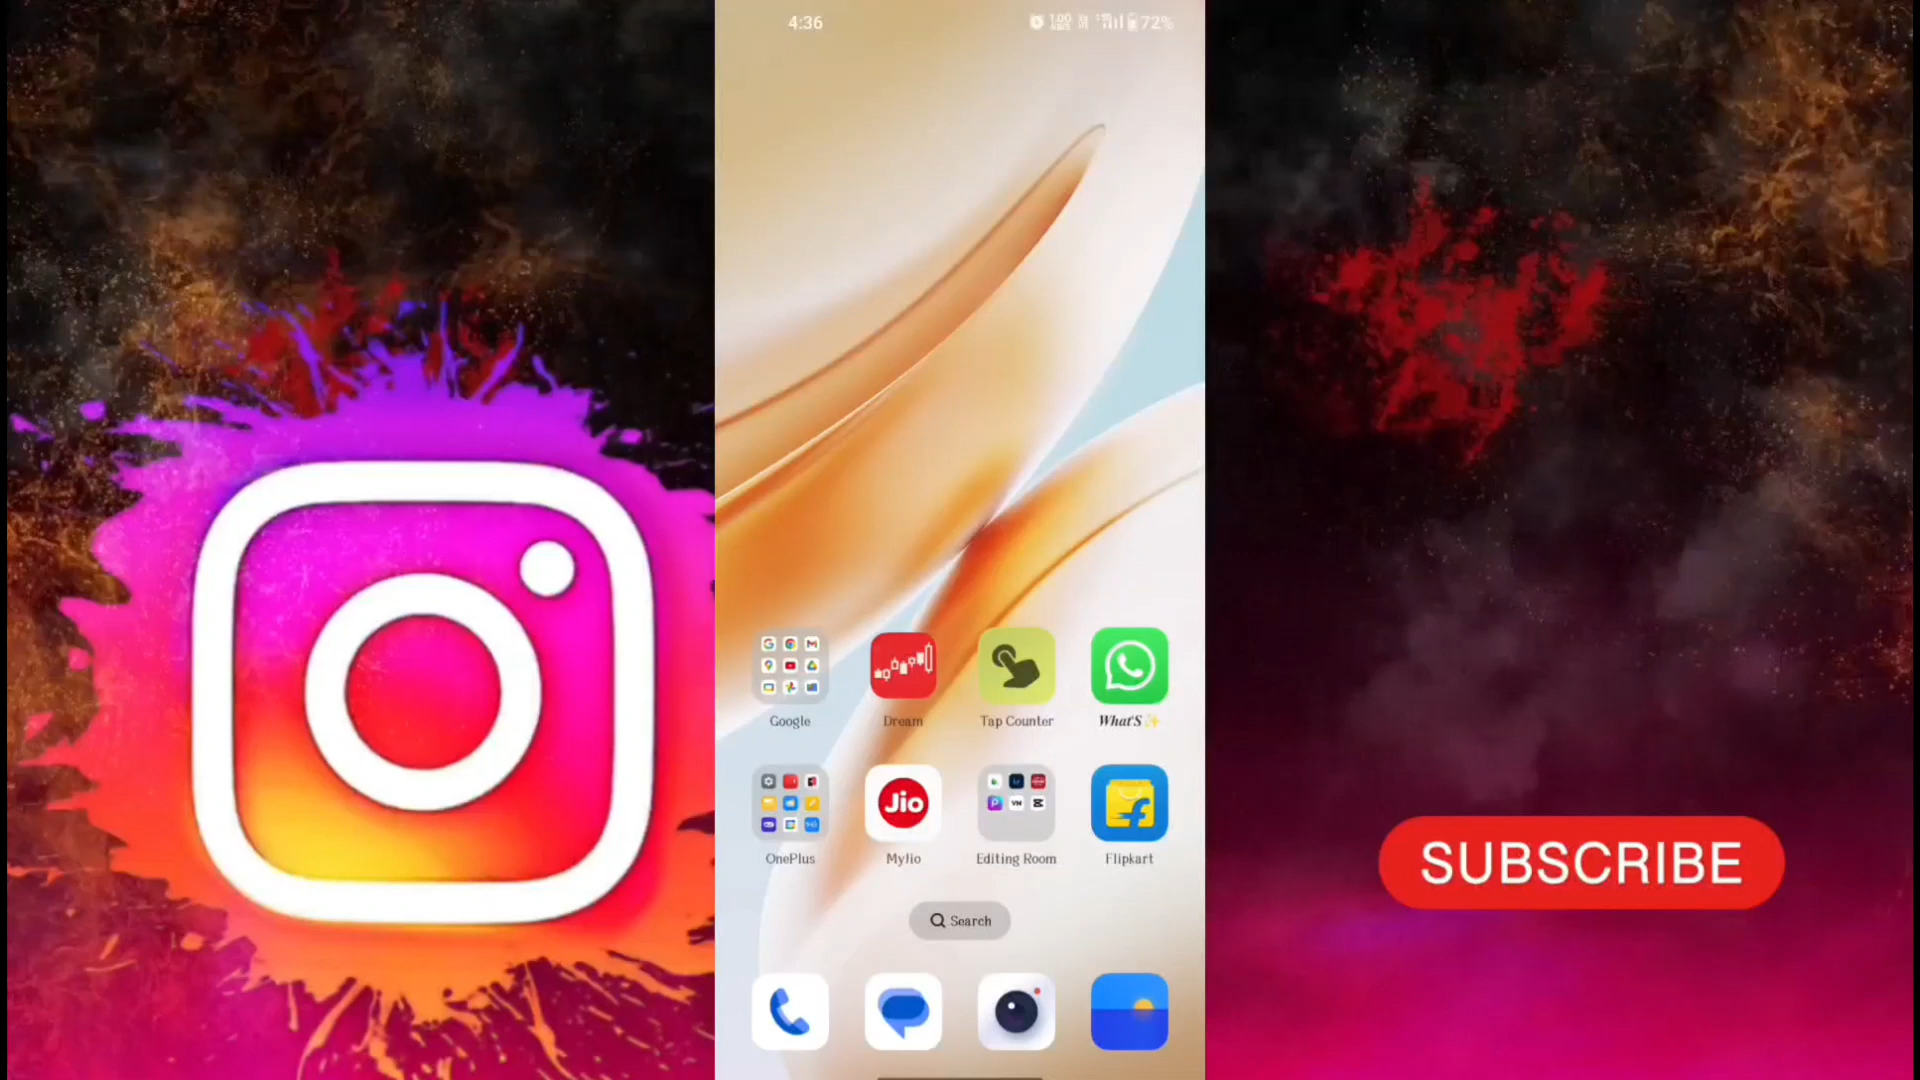 4:36
72%
Google
Dream
Tap Counter
What'S ✨
Jio
OnePlus
MyJio
Editing Room
Flipkart
Search
SUBSCRIBE